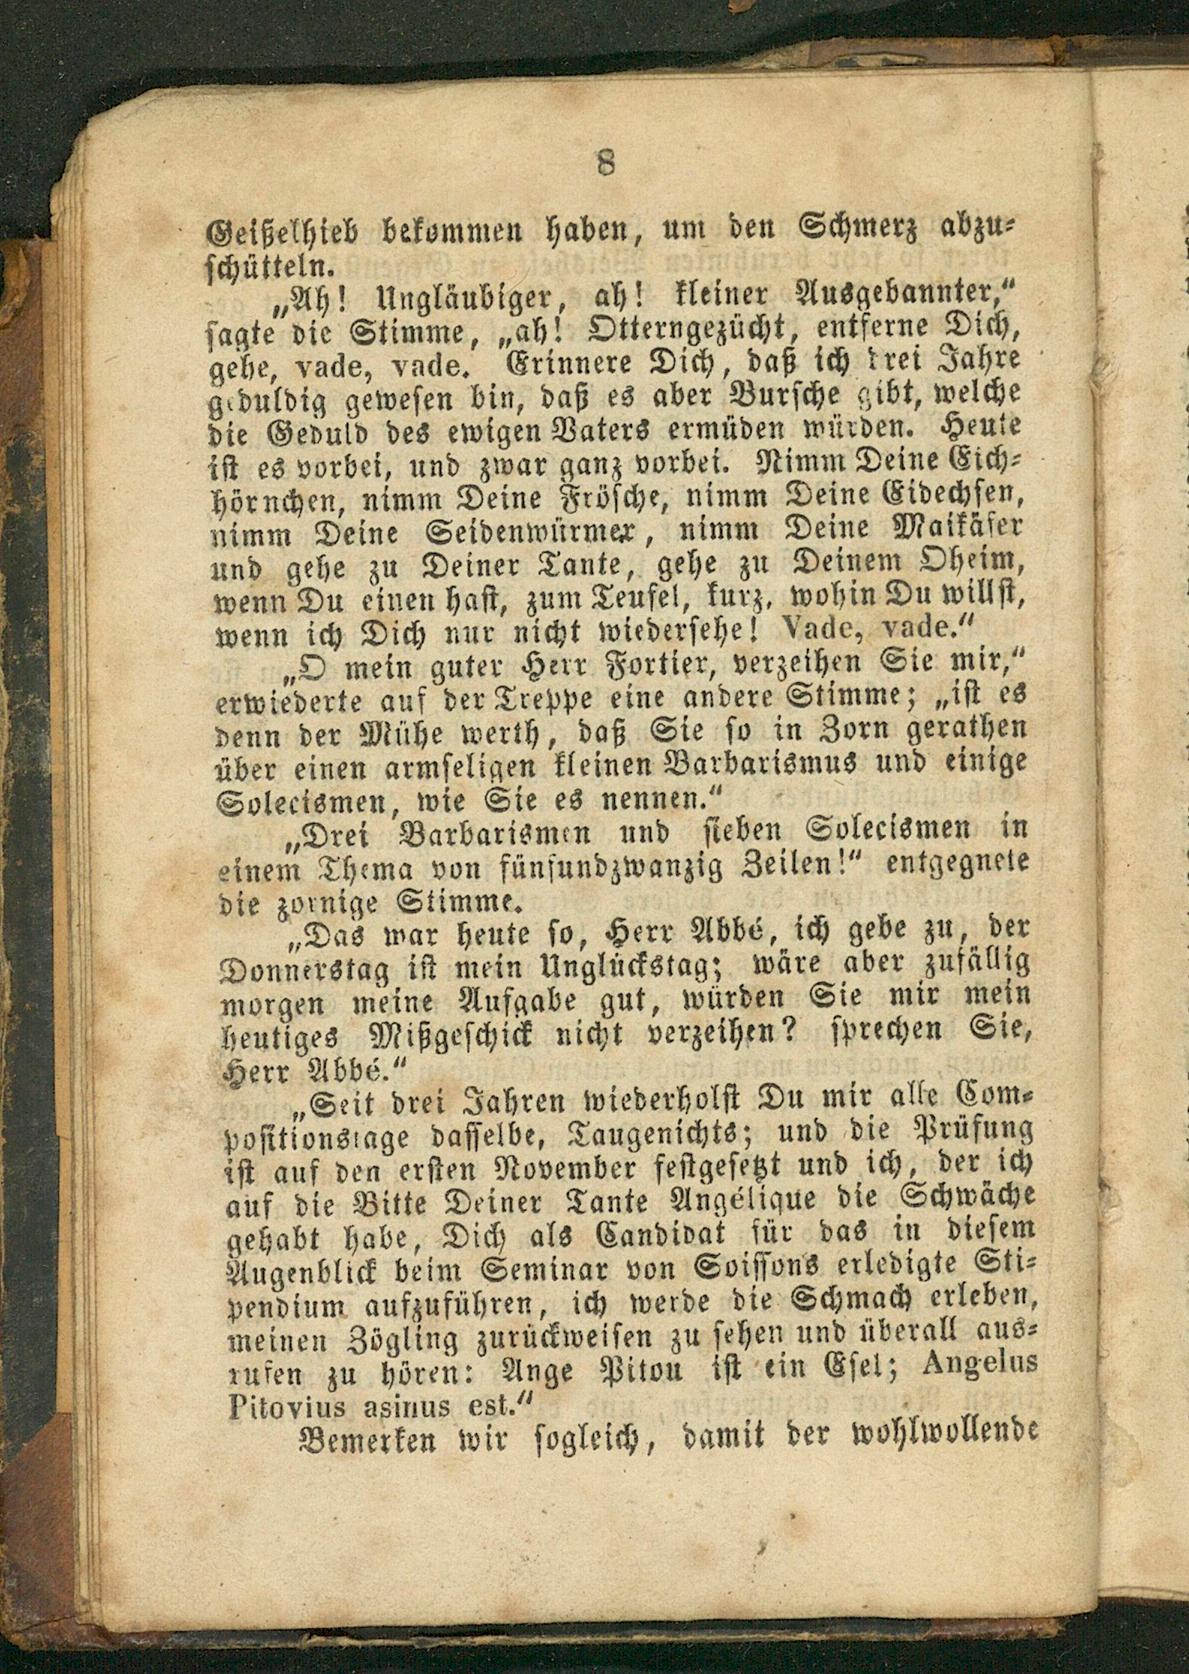 8
Geißelhieb bekommen haben, um den Schmerz abzu-
schütteln.
„Ah! Ungläubiger, ah! kleiner Ausgebannter,“
sagte die Stimme, „ah! Otterngezücht, entferne Dich,
gehe, vade, vade. Erinnere Dich, daß ich drei Jahre
geduldig gewesen bin, daß es aber Bursche gibt, welche
die Geduld des ewigen Vaters ermüden würden. Heute
ist es vorbei, und zwar ganz vorbei. Nimm Deine Eich-
hörnchen, nimm Deine Frösche, nimm Deine Eidechsen,
nimm Deine Seidenwürmer, nimm Deine Maikäfer
und gehe zu Deiner Tante, gehe zu Deinem Oheim,
wenn Du einen hast, zum Teufel, kurz, wohin Du willst,
wenn ich Dich nur nicht wiedersehe! Vade, vade.“
„O mein guter Herr Fortier, verzeihen Sie mir,“
erwiederte auf der Treppe eine andere Stimme; „ist es
denn der Mühe werth, daß Sie so in Zorn gerathen
über einen armseligen kleinen Barbarismus und einige
Solecismen, wie Sie es nennen.“
„Drei Barbarismen und sieben Solecismen in
einem Thema von fünfundzwanzig Zeilen!“ entgegnete
die zornige Stimme.
„Das war heute so, Herr Abbé, ich gebe zu, der
Donnerstag ist mein Unglückstag; wäre aber zufällig
morgen meine Aufgabe gut, würden Sie mir mein
heutiges Mißgeschick nicht verzeihen? sprechen Sie,
Herr Abbé.“
„Seit drei Jahren wiederholst Du mir alle Com-
positionstage dasselbe, Taugenichts; und die Prüfung
ist auf den ersten November festgesetzt und ich, der ich
auf die Bitte Deiner Tante Angélique die Schwäche
gehabt habe, Dich als Candidat für das in diesem
Augenblick beim Seminar von Soissons erledigte Sti-
pendium aufzuführen, ich werde die Schmach erleben,
meinen Zögling zurückweisen zu sehen und überall aus-
rufen zu hören: Ange Pitou ist ein Esel; Angelus
Pitovius asinus est.“
Bemerken wir sogleich, damit der wohlwollende